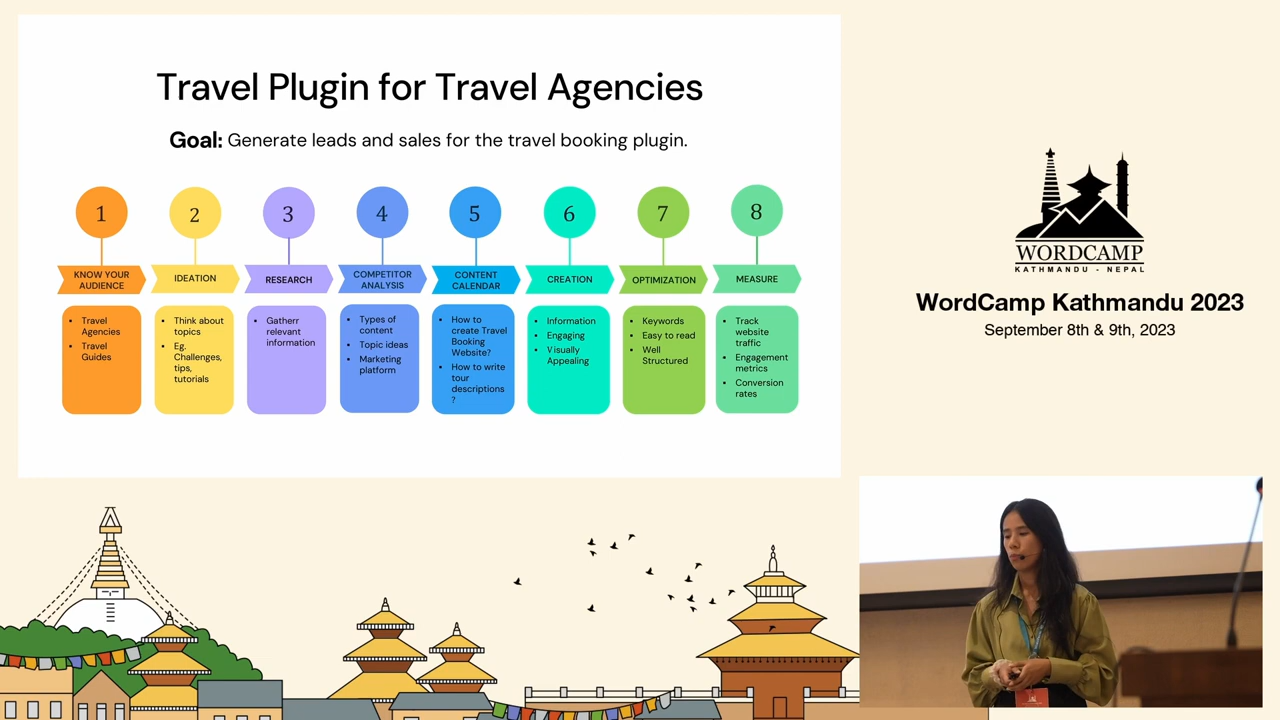 Travel Plugin for Travel Agencies
Goal: Generate leads and sales for the travel booking plugin.
1
2
3
4
5
6
7
8
KNOW YOUR
AUDIENCE
IDEATION
RESEARCH
COMPETITOR
ANALYSIS
CONTENT
CALENDAR
CREATION
OPTIMIZATION
MEASURE
• Travel
Agencies
• Travel
Guides
• Think about
topics
• Eg.
Challenges,
tips,
tutorials
• Gatherr
relevant
information
• Types of
content
• Topic ideas
• Marketing
platform
• How to
create Travel
Booking
Website?
• How to write
tour
descriptions
?
• Information
• Engaging
• Visually
Appealing
• Keywords
• Easy to read
• Well
Structured
• Track
website
traffic
• Engagement
metrics
• Conversion
rates
WORDCAMP
KATHMANDU - NEPAL
WordCamp Kathmandu 2023
September 8th & 9th, 2023